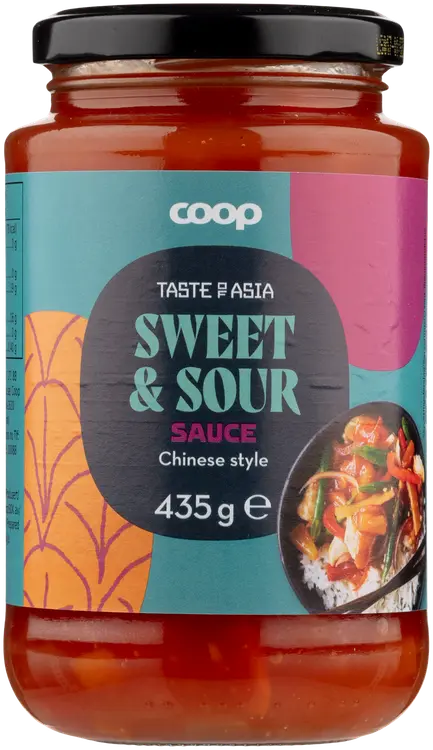 coop
TASTE OF ASIA
SWEET
& SOUR
SAUCE
Chinese style
435 g ℮